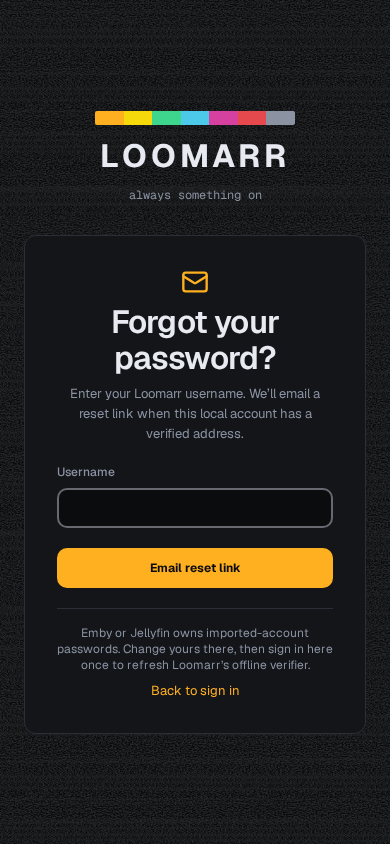 LOOMARR
always something on
Forgot your
password?
Enter your Loomarr username. We'll email a
reset link when this local account has a
verified address.
Username
Email reset link
Emby or Jellyfin owns imported-account
passwords. Change yours there, then sign in here
once to refresh Loomarr's offline verifier.
Back to sign in